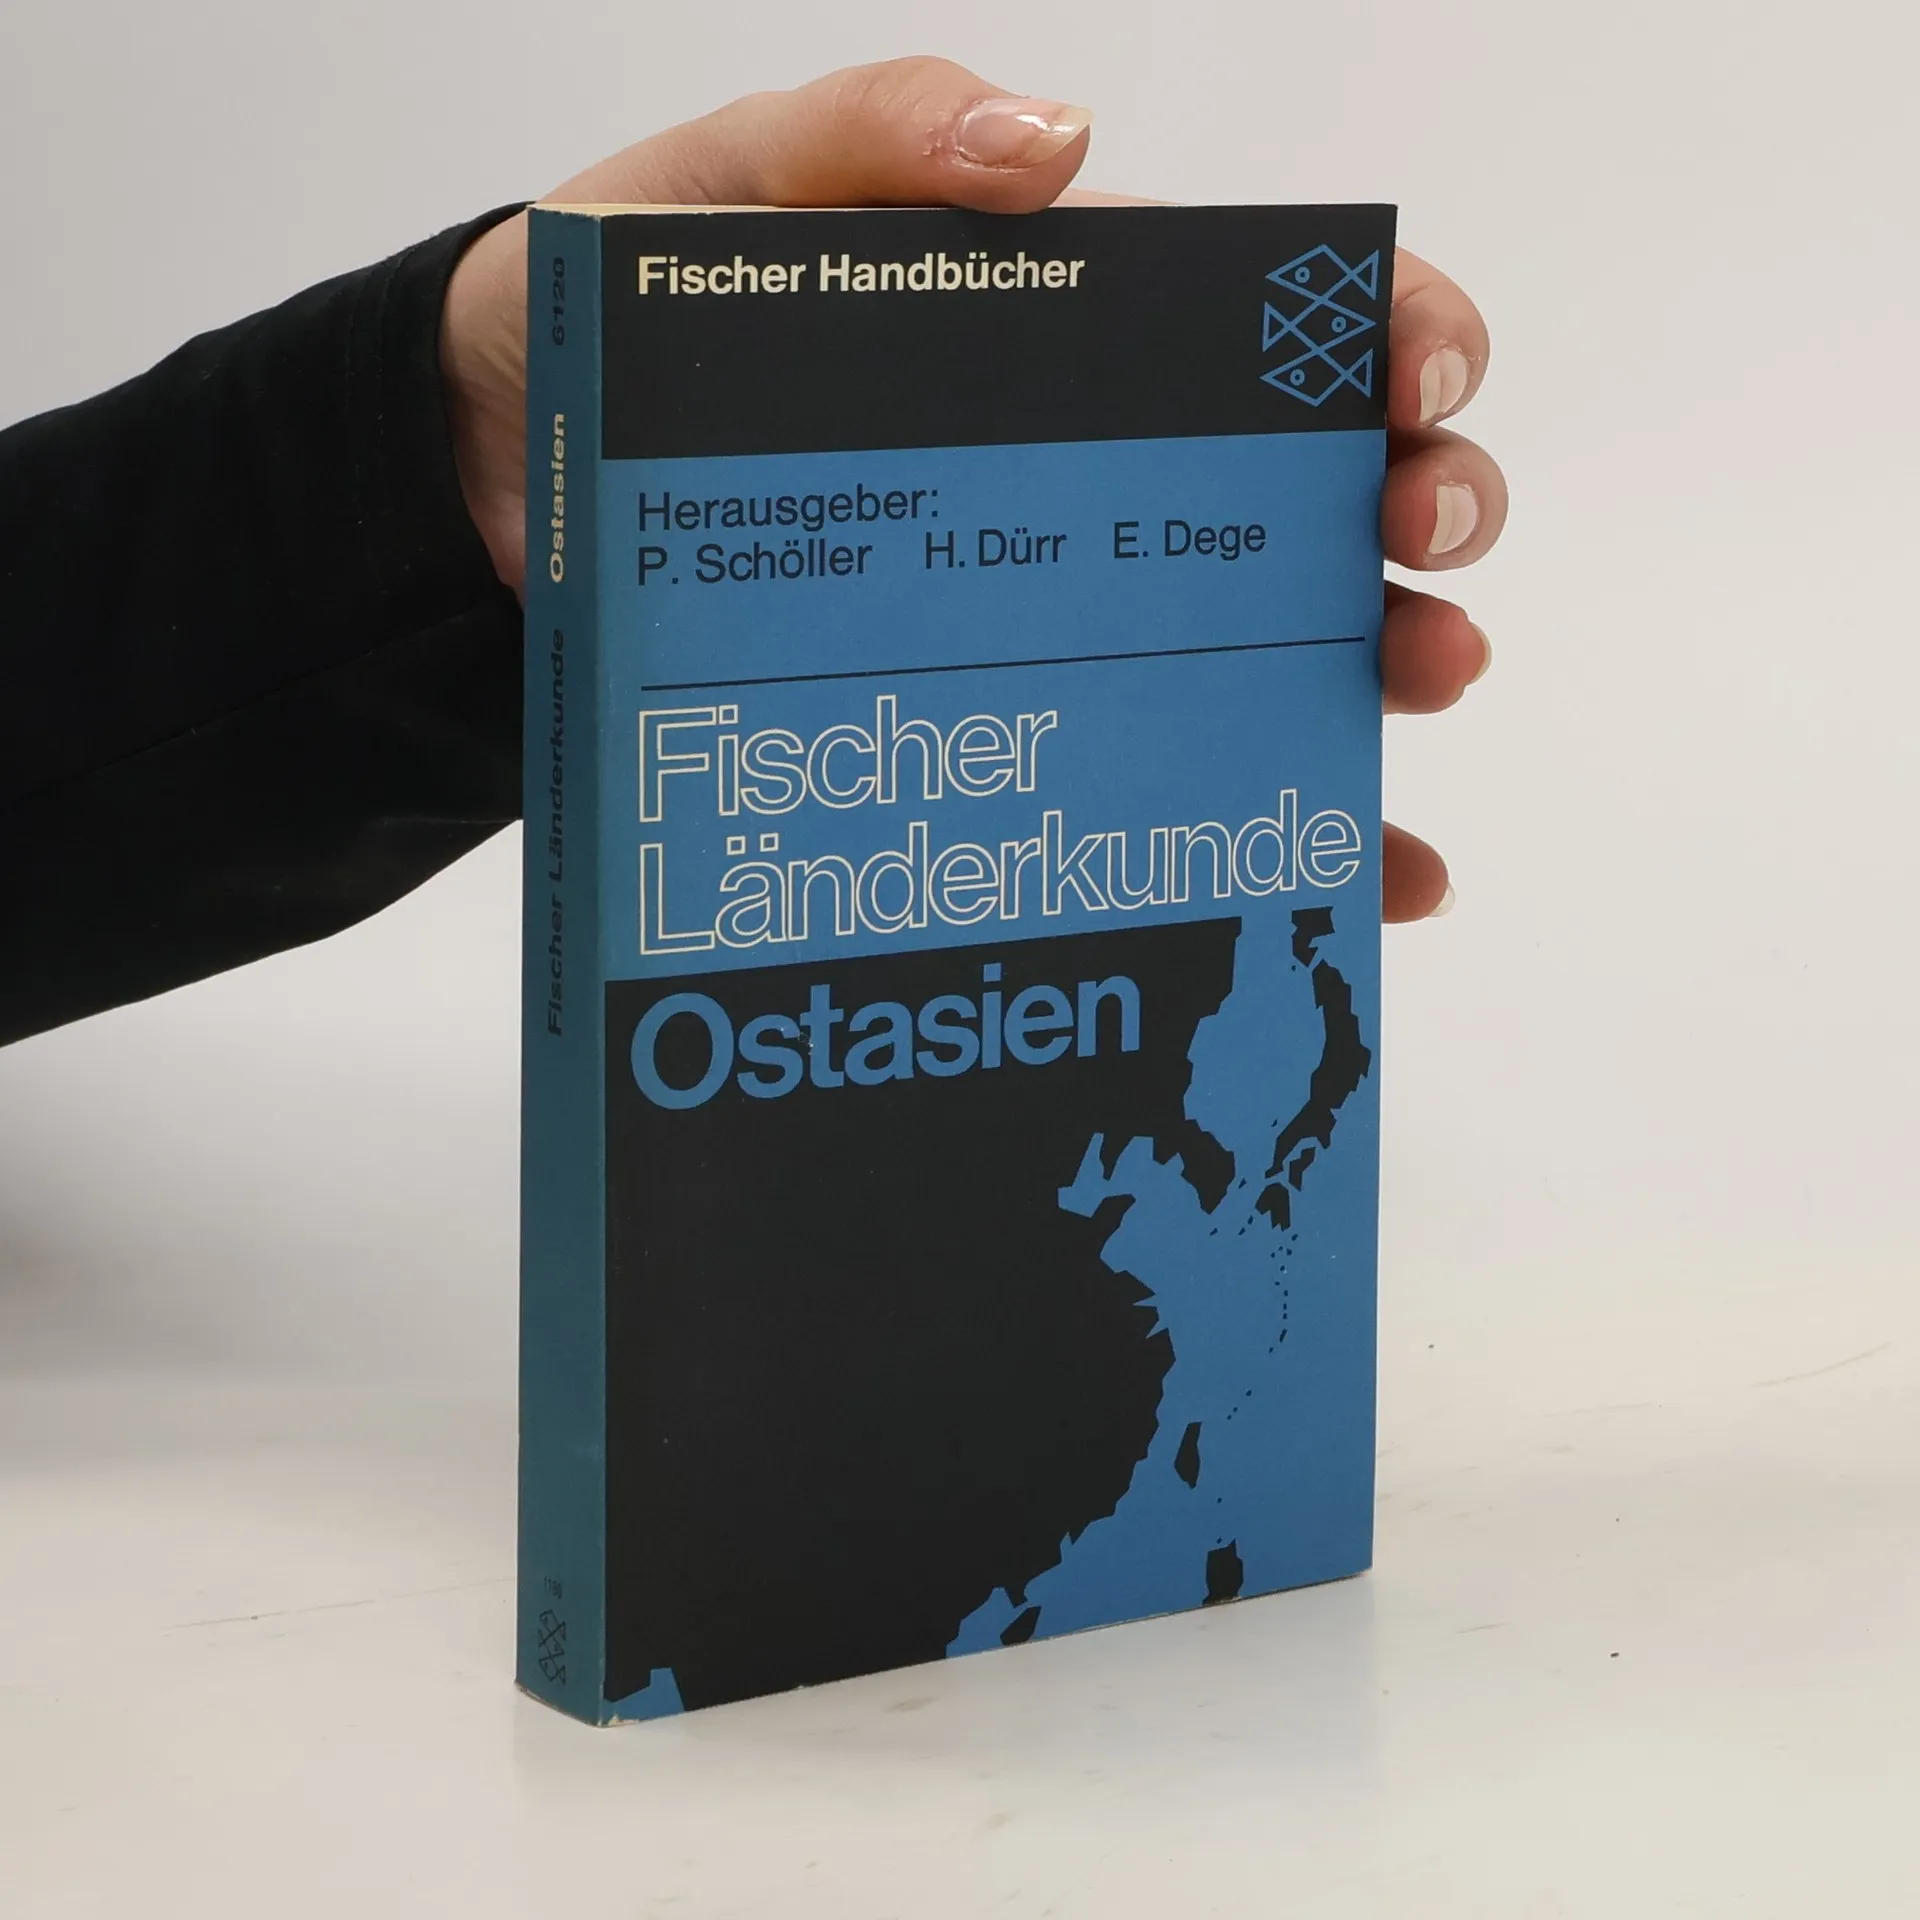 Fischer Handbücher
Herausgeber:
P. Schöller H. Dürr E. Dege
Fischer
Länderkunde
Ostasien
Fischer Länderkunde Ostasien 6120